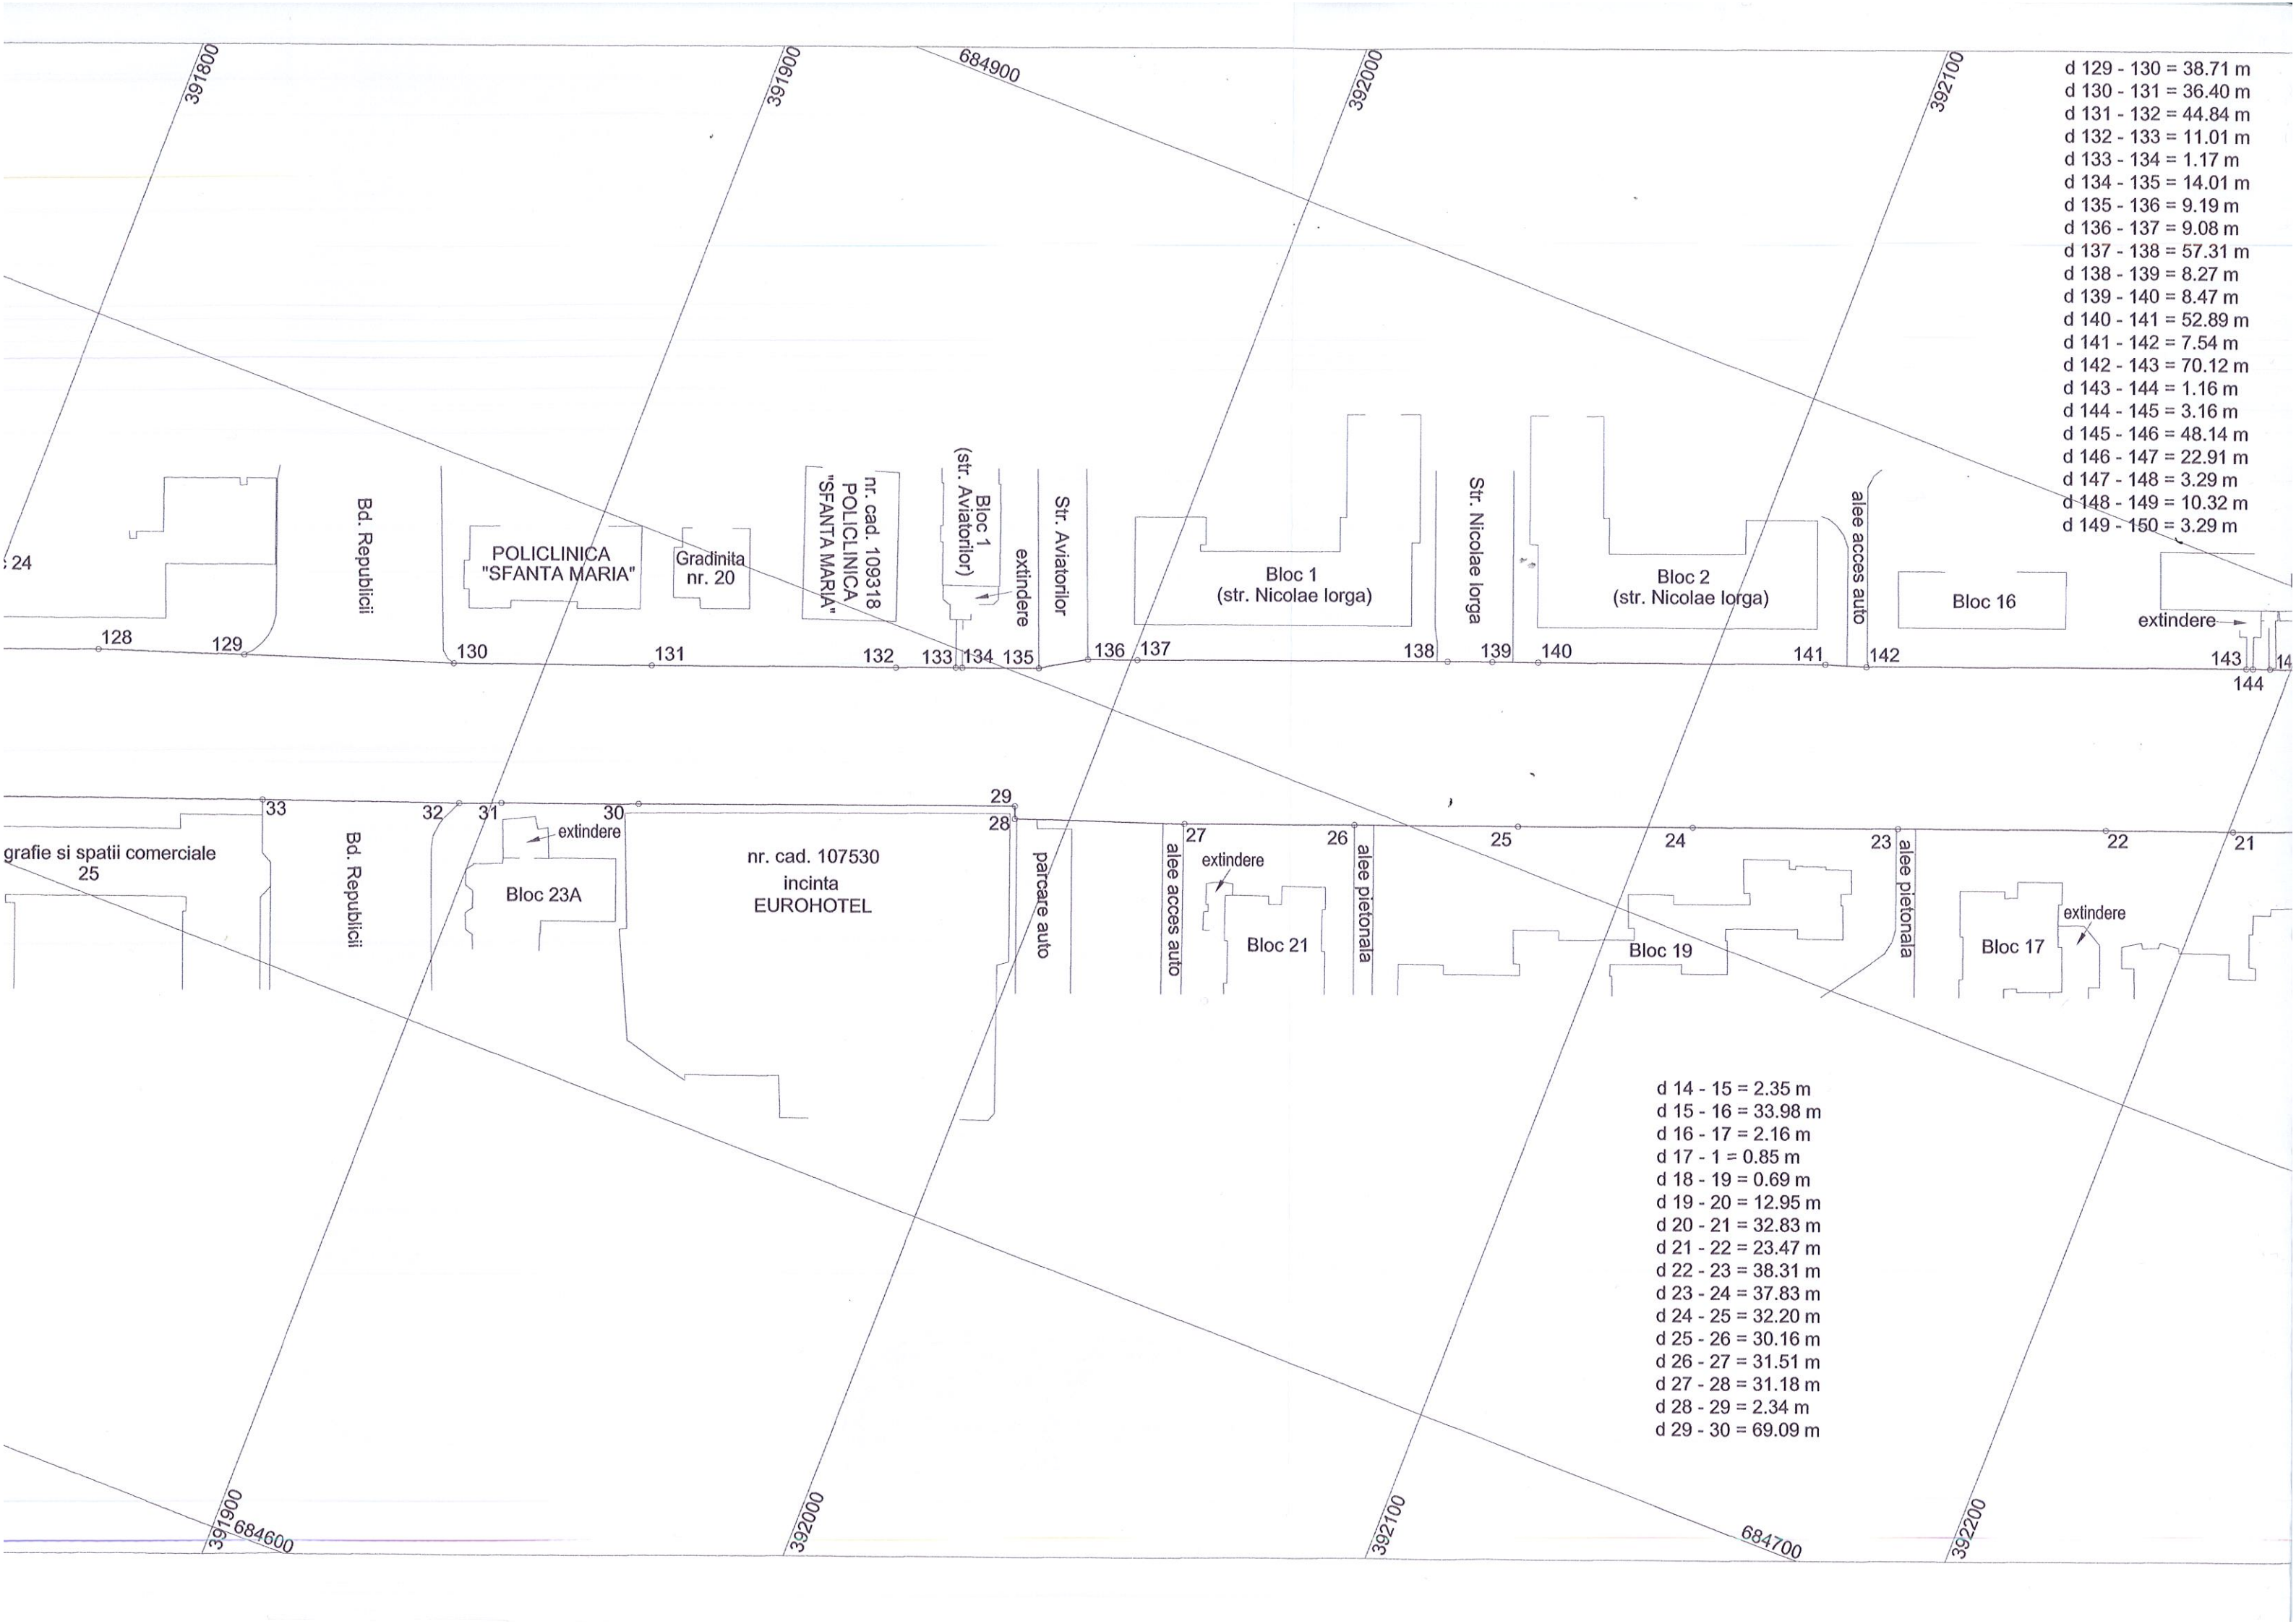 391800
391900
684900
392000
392100
d 129 - 130 = 38.71 m
d 130 - 131 = 36.40 m
d 131 - 132 = 44.84 m
d 132 - 133 = 11.01 m
d 133 - 134 = 1.17 m
d 134 - 135 = 14.01 m
d 135 - 136 = 9.19 m
d 136 - 137 = 9.08 m
d 137 - 138 = 57.31 m
d 138 - 139 = 8.27 m
d 139 - 140 = 8.47 m
d 140 - 141 = 52.89 m
d 141 - 142 = 7.54 m
d 142 - 143 = 70.12 m
d 143 - 144 = 1.16 m
d 144 - 145 = 3.16 m
d 145 - 146 = 48.14 m
d 146 - 147 = 22.91 m
d 147 - 148 = 3.29 m
d 148 - 149 = 10.32 m
d 149 - 150 = 3.29 m
24
Bd. Republicii
POLICLINICA
"SFANTA MARIA"
Gradinita
nr. 20
nr. cad. 109318
POLICLINICA
"SFANTA MARIA"
Bloc 1
(str. Aviatorilor)
extindere
Str. Aviatorilor
Bloc 1
(str. Nicolae Iorga)
Str. Nicolae Iorga
Bloc 2
(str. Nicolae Iorga)
alee acces auto
Bloc 16
extindere
128
129
130
131
132
133
134
135
136
137
138
139
140
141
142
143
144
14
33
32
31
30
29
28
27
26
25
24
23
22
21
grafie si spatii comerciale
25
Bd. Republicii
extindere
Bloc 23A
nr. cad. 107530
incinta
EUROHOTEL
parcare auto
alee acces auto
extindere
Bloc 21
alee pietonala
Bloc 19
alee pietonala
Bloc 17
extindere
d 14 - 15 = 2.35 m
d 15 - 16 = 33.98 m
d 16 - 17 = 2.16 m
d 17 - 1 = 0.85 m
d 18 - 19 = 0.69 m
d 19 - 20 = 12.95 m
d 20 - 21 = 32.83 m
d 21 - 22 = 23.47 m
d 22 - 23 = 38.31 m
d 23 - 24 = 37.83 m
d 24 - 25 = 32.20 m
d 25 - 26 = 30.16 m
d 26 - 27 = 31.51 m
d 27 - 28 = 31.18 m
d 28 - 29 = 2.34 m
d 29 - 30 = 69.09 m
391900
684600
392000
392100
684700
392200